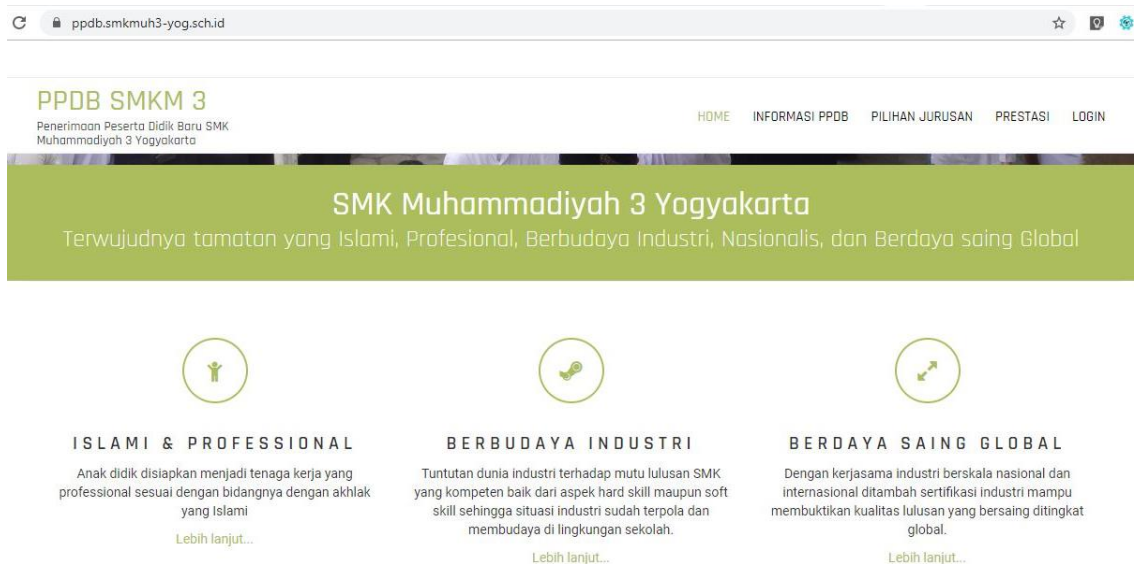 ppdb.smkmuh3-yog.sch.id
PPDB SMKM 3
Penerimaan Peserta Didik Baru SMK
Muhammadiyah 3 Yogyakarta
HOME INFORMASI PPDB PILIHAN JURUSAN PRESTASI LOGIN
SMK Muhammadiyah 3 Yogyakarta
Terwujudnya tamatan yang Islami, Profesional, Berbudaya Industri, Nasionalis, dan Berdaya saing Global
ISLAMI & PROFESSIONAL
Anak didik disiapkan menjadi tenaga kerja yang
professional sesuai dengan bidangnya dengan akhlak
yang Islami
Lebih lanjut...
BERBUDAYA INDUSTRI
Tuntutan dunia industri terhadap mutu lulusan SMK
yang kompeten baik dari aspek hard skill maupun soft
skill sehingga situasi industri sudah terpola dan
membudaya di lingkungan sekolah.
Lebih lanjut...
BERDAYA SAING GLOBAL
Dengan kerjasama industri berskala nasional dan
internasional ditambah sertifikasi industri mampu
membuktikan kualitas lulusan yang bersaing ditingkat
global.
Lebih lanjut...